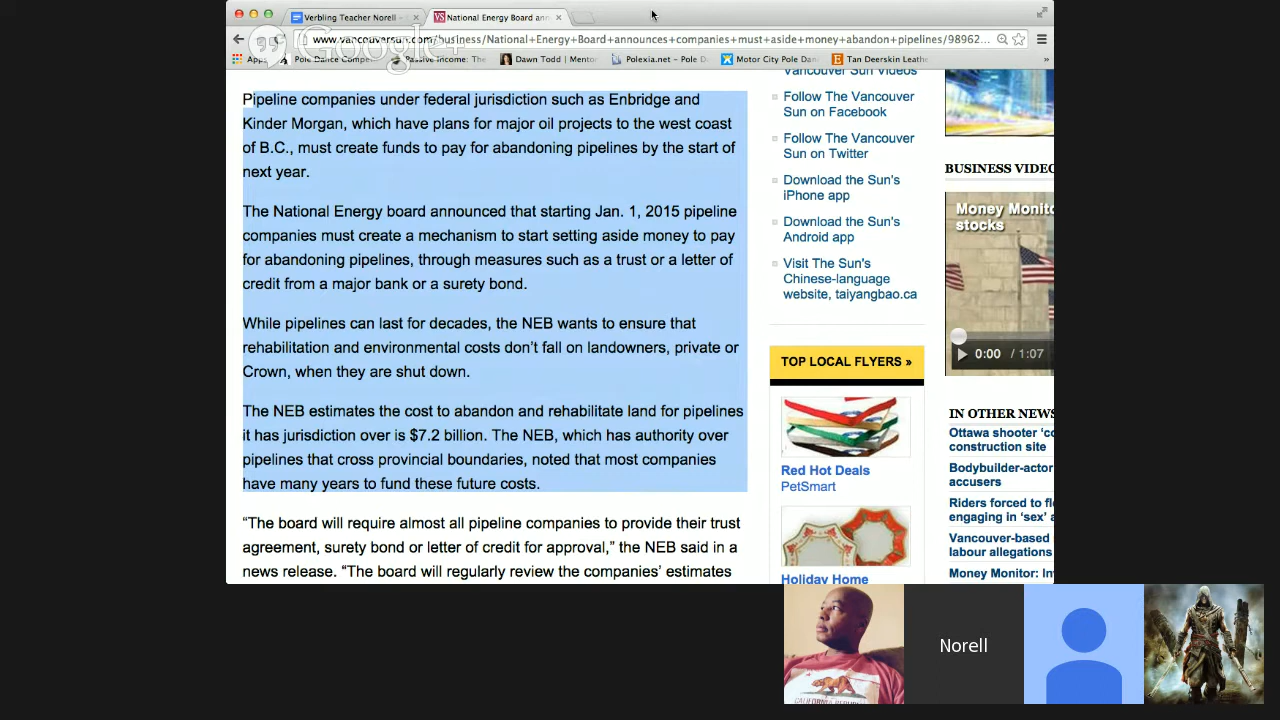 Verbling Teacher Norell -
National Energy Board ann
Google+
www.vancouversun.com/business/National+Energy+Board+announces+companies+must+aside+money+abandon+pipelines/98962...
Pole Dance Compe
Passive Income: The
Dawn Todd | Mentor
Polexia.net - Pole D
Motor City Pole Dan
Tan Deerskin Leath
»
Pipeline companies under federal jurisdiction such as Enbridge and
Kinder Morgan, which have plans for major oil projects to the west coast
of B.C., must create funds to pay for abandoning pipelines by the start of
next year.
The National Energy board announced that starting Jan. 1, 2015 pipeline
companies must create a mechanism to start setting aside money to pay
for abandoning pipelines, through measures such as a trust or a letter of
credit from a major bank or a surety bond.
While pipelines can last for decades, the NEB wants to ensure that
rehabilitation and environmental costs don’t fall on landowners, private or
Crown, when they are shut down.
The NEB estimates the cost to abandon and rehabilitate land for pipelines
it has jurisdiction over is $7.2 billion. The NEB, which has authority over
pipelines that cross provincial boundaries, noted that most companies
have many years to fund these future costs.
“The board will require almost all pipeline companies to provide their trust
agreement, surety bond or letter of credit for approval,” the NEB said in a
news release. “The board will regularly review the companies’ estimates
Vancouver Sun Videos
Follow The Vancouver
Sun on Facebook
Follow The Vancouver
Sun on Twitter
Download the Sun's
iPhone app
Download the Sun's
Android app
Visit The Sun's
Chinese-language
website, taiyangbao.ca
TOP LOCAL FLYERS »
Red Hot Deals
PetSmart
Holiday Home
BUSINESS VIDEO
Money Monito
stocks
0:00 / 1:07
IN OTHER NEWS
Ottawa shooter ‘co
construction site
Bodybuilder-actor
accusers
Riders forced to fl
engaging in ‘sex’ a
Vancouver-based
labour allegations
Money Monitor: In
CALIFORNIA REPUBLIC
Norell